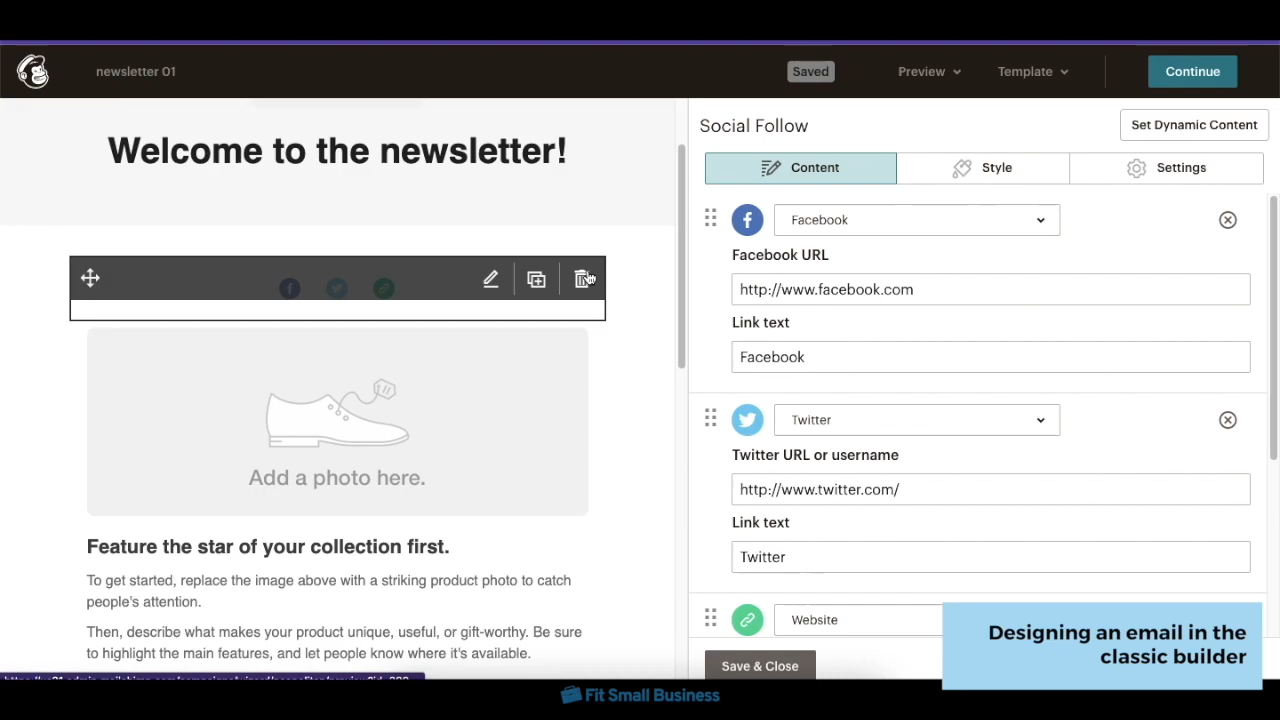 newsletter 01
Saved
Preview
Template
Continue
Welcome to the newsletter!
Add a photo here.
Feature the star of your collection first.
To get started, replace the image above with a striking product photo to catch
people's attention.
Then, describe what makes your product unique, useful, or gift-worthy. Be sure
to highlight the main features, and let people know where it's available.
Social Follow
Set Dynamic Content
Content
Style
Settings
Facebook
Facebook URL
http://www.facebook.com
Link text
Facebook
Twitter
Twitter URL or username
http://www.twitter.com/
Link text
Twitter
Website
Save & Close
Designing an email in the
classic builder
Fit Small Business